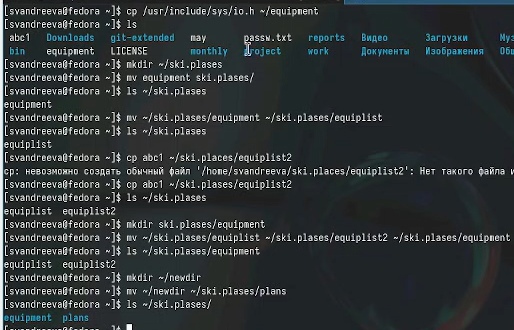 [svandreeva@fedora ~]$ cp /usr/include/sys/io.h ~/equipment
[svandreeva@fedora ~]$ ls
abc1 Downloads git-extended may passw.txt reports Видео Загрузки
bin equipment LICENSE monthly project work Документы Изображения
[svandreeva@fedora ~]$ mkdir ~/ski.plases
[svandreeva@fedora ~]$ mv equipment ski.plases/
[svandreeva@fedora ~]$ ls ~/ski.plases
equipment
[svandreeva@fedora ~]$ mv ~/ski.plases/equipment ~/ski.plases/equiplist
[svandreeva@fedora ~]$ ls ~/ski.plases
equiplist
[svandreeva@fedora ~]$ cp abc1 ~/ski.places/equiplist2
cp: невозможно создать обычный файл '/home/svandreeva/ski.places/equiplist2': Нет такого файла и
[svandreeva@fedora ~]$ cp abc1 ~/ski.plases/equiplist2
[svandreeva@fedora ~]$ ls ~/ski.plases
equiplist equiplist2
[svandreeva@fedora ~]$ mkdir ski.plases/equipment
[svandreeva@fedora ~]$ mv ~/ski.plases/equiplist ~/ski.plases/equiplist2 ~/ski.plases/equipment
[svandreeva@fedora ~]$ ls ~/ski.plases/equipment
equiplist equiplist2
[svandreeva@fedora ~]$ mkdir ~/newdir
[svandreeva@fedora ~]$ mv ~/newdir ~/ski.plases/plans
[svandreeva@fedora ~]$ ls ~/ski.plases/
equipment plans
[svandreeva@fedora ~]$